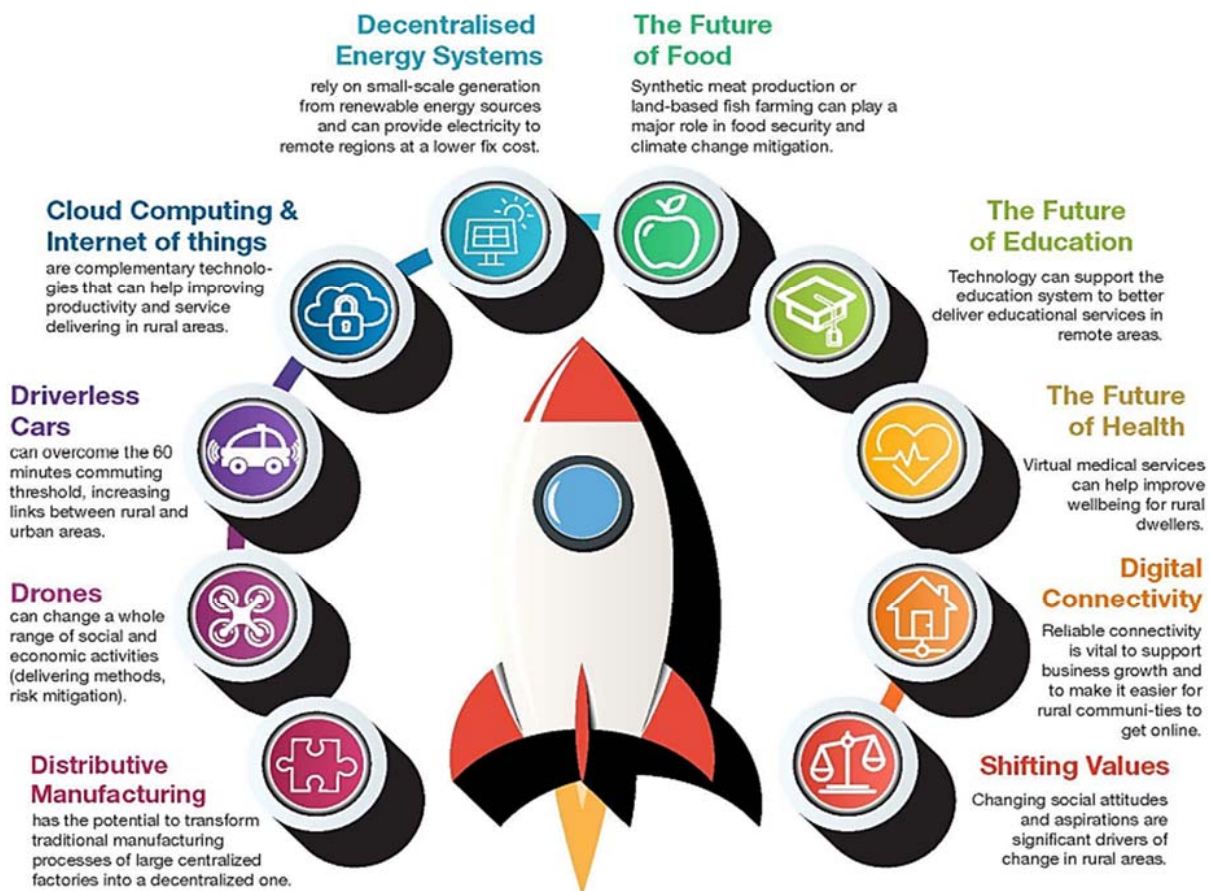 Decentralised
Energy Systems
rely on small-scale generation
from renewable energy sources
and can provide electricity to
remote regions at a lower fix cost.
The Future
of Food
Synthetic meat production or
land-based fish farming can play a
major role in food security and
climate change mitigation.
Cloud Computing &
Internet of things
are complementary technolo-
gies that can help improving
productivity and service
delivering in rural areas.
The Future
of Education
Technology can support the
education system to better
deliver educational services in
remote areas.
Driverless
Cars
can overcome the 60
minutes commuting
threshold, increasing
links between rural and
urban areas.
The Future
of Health
Virtual medical services
can help improve
wellbeing for rural
dwellers.
Drones
can change a whole
range of social and
economic activities
(delivering methods,
risk mitigation).
Digital
Connectivity
Reliable connectivity
is vital to support
business growth and
to make it easier for
rural communi-ties to
get online.
Distributive
Manufacturing
has the potential to transform
traditional manufacturing
processes of large centralized
factories into a decentralized one.
Shifting Values
Changing social attitudes
and aspirations are
significant drivers of
change in rural areas.